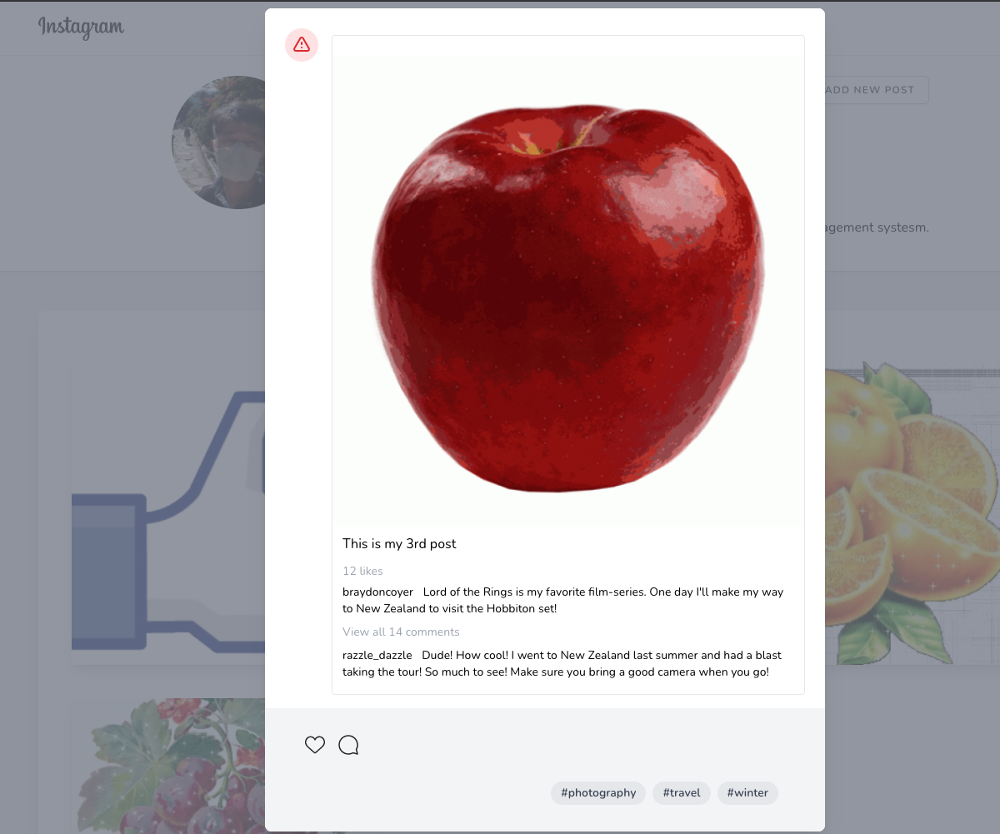 Instagram
ADD NEW POST
agement systesm.
This is my 3rd post
12 likes
braydoncoyer Lord of the Rings is my favorite film-series. One day I'll make my way
to New Zealand to visit the Hobbiton set!
View all 14 comments
razzle_dazzle Dude! How cool! I went to New Zealand last summer and had a blast
taking the tour! So much to see! Make sure you bring a good camera when you go!
#photography #travel #winter